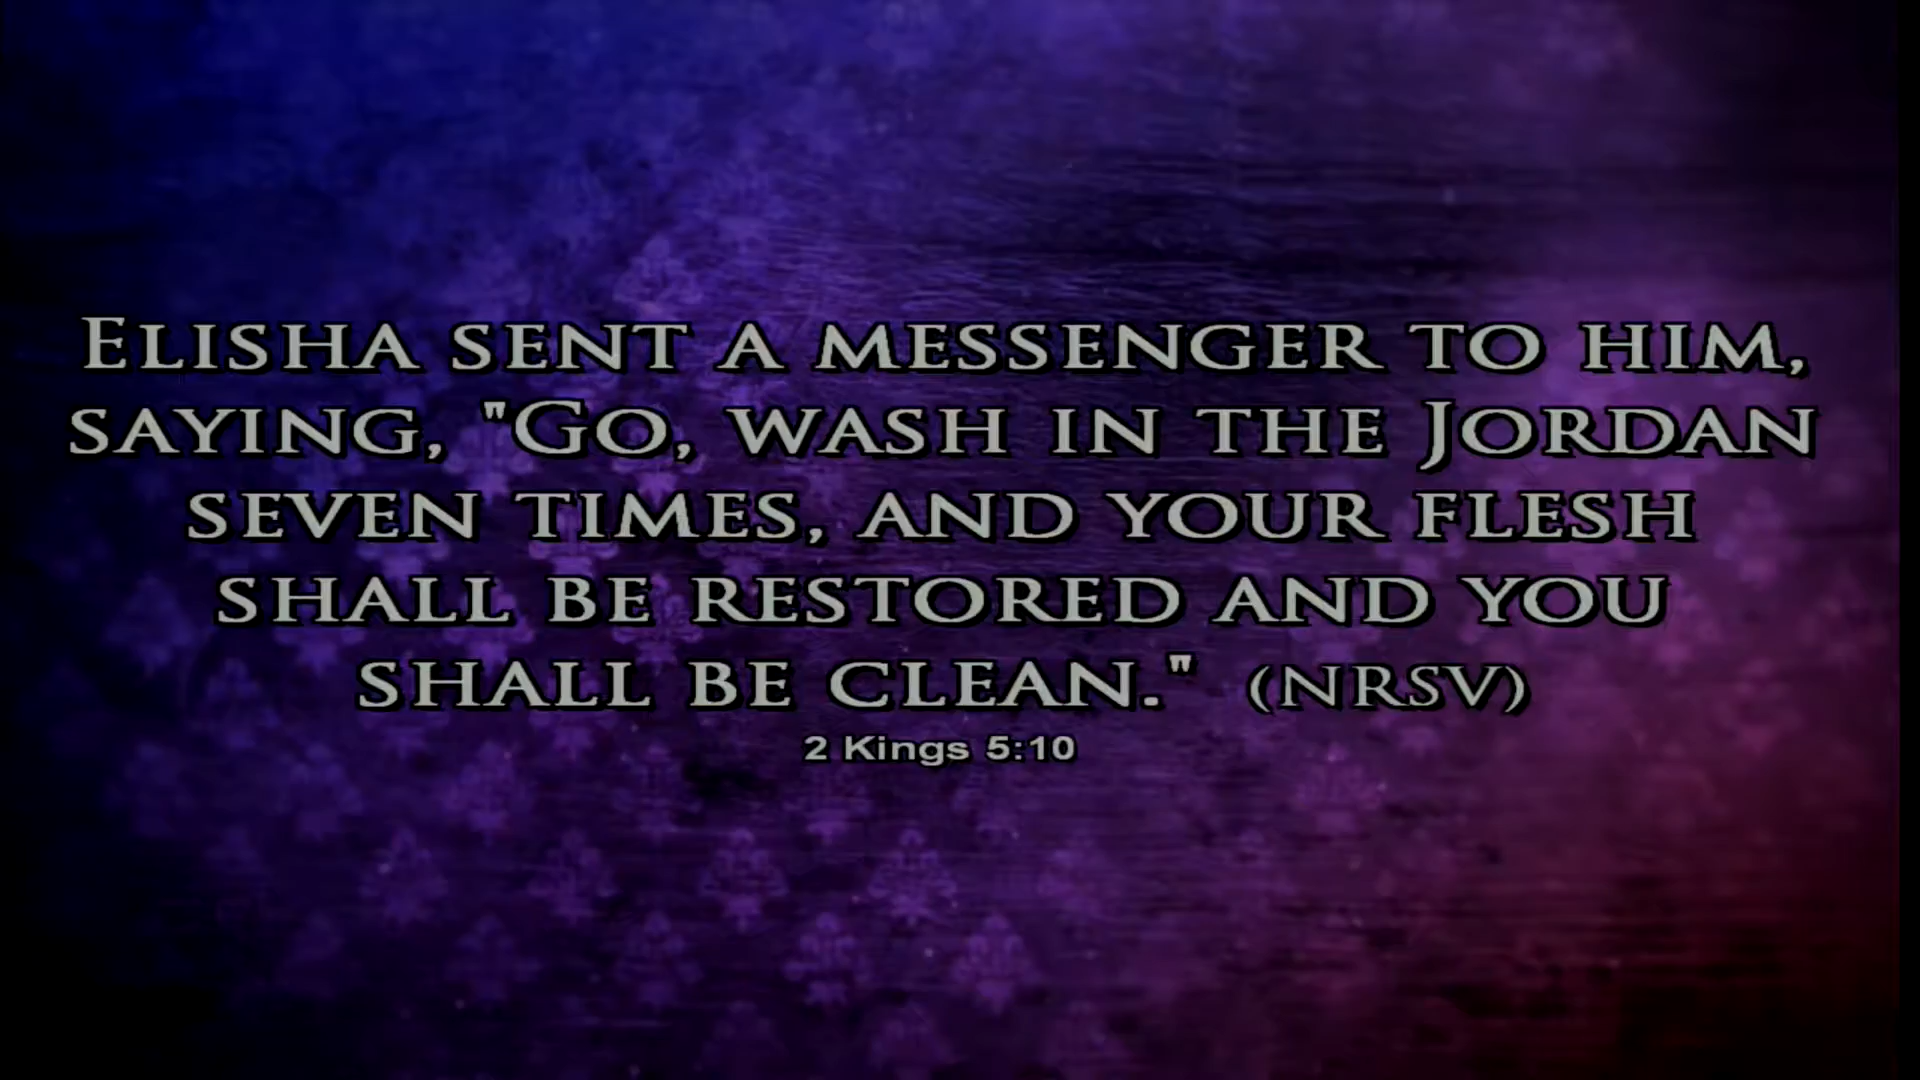 Elisha sent a messenger to him,
saying, "Go, wash in the Jordan
seven times, and your flesh
shall be restored and you
shall be clean." (NRSV)
2 Kings 5:10